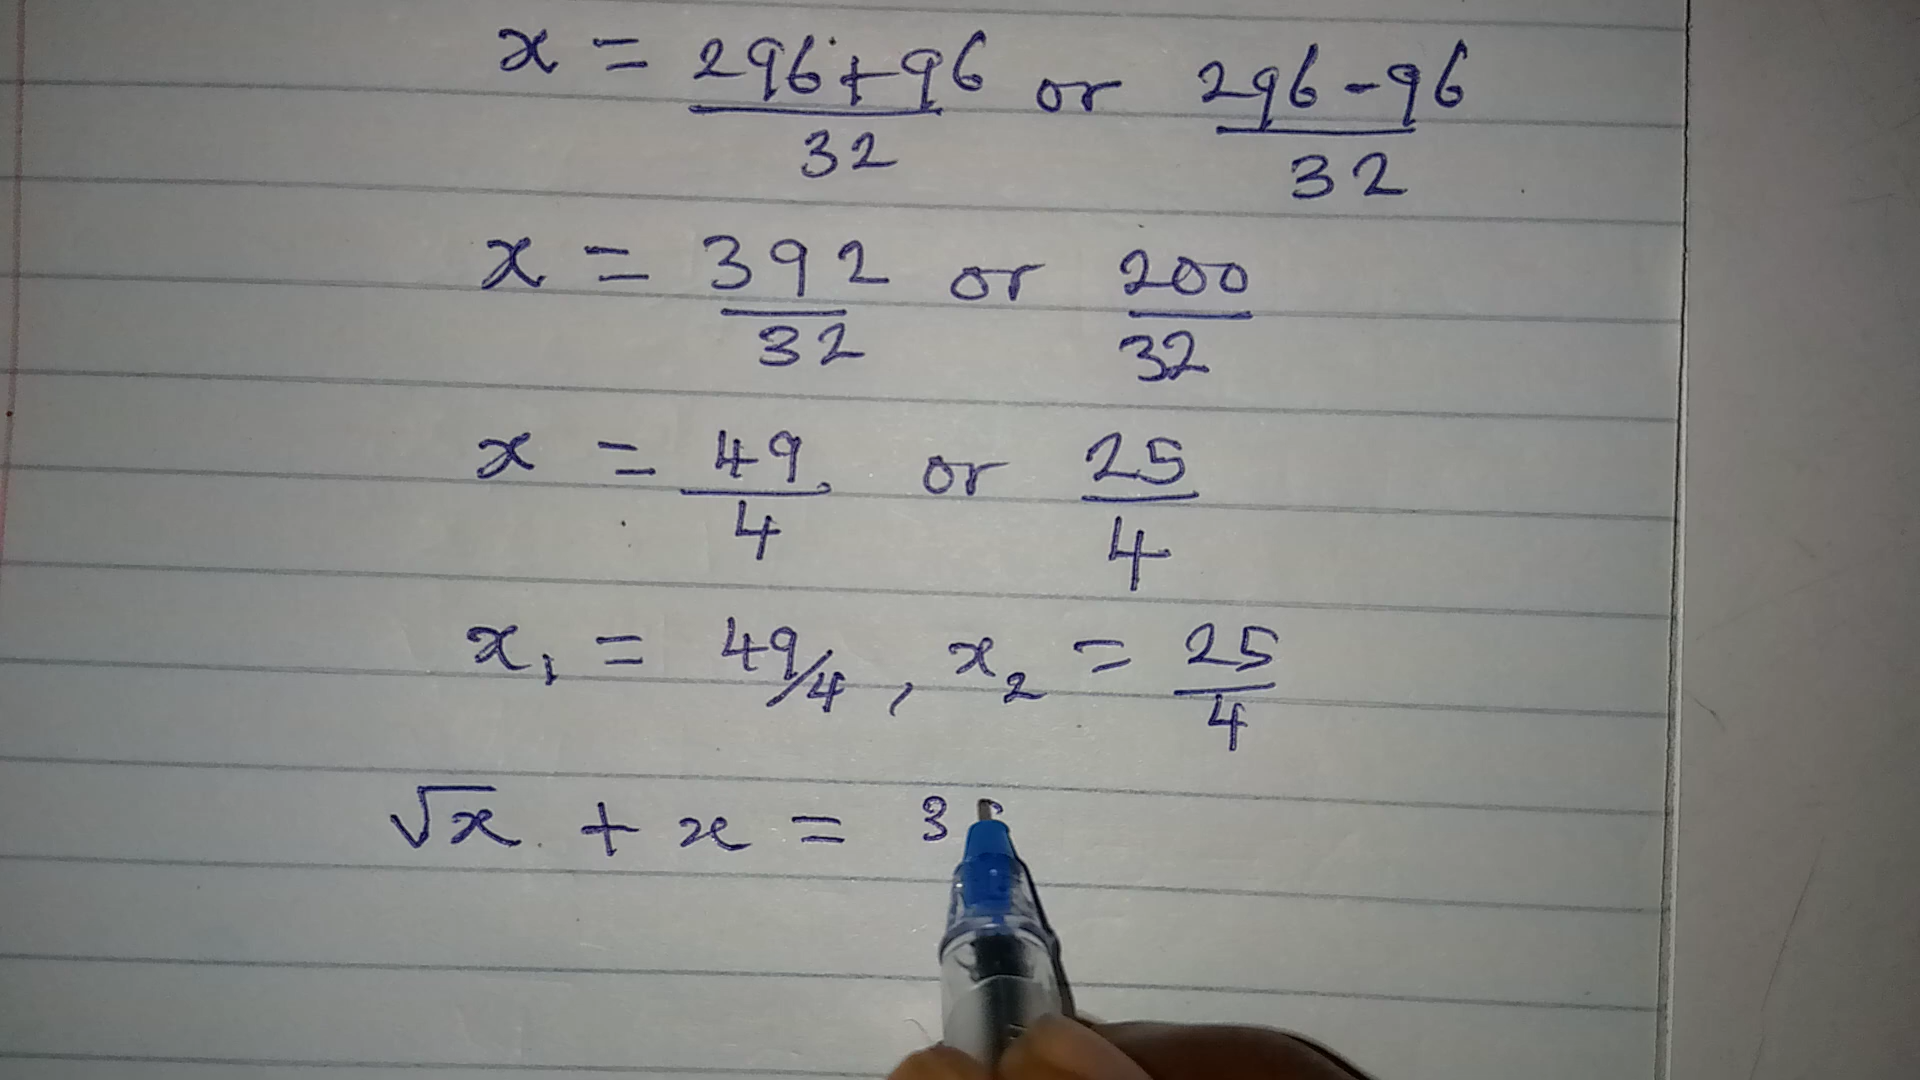 x = 296+96/32 or 296-96/32
x = 392/32 or 200/32
x = 49/4 or 25/4
x₁ = 49/4, x₂ = 25/4
√x + x = 3